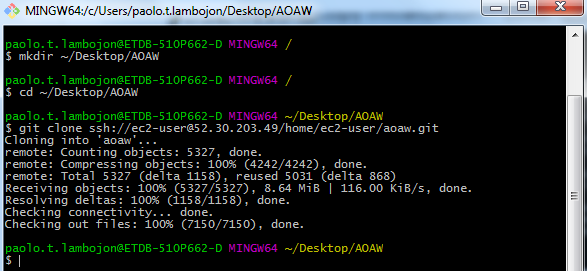 MINGW64:/c/Users/paolo.t.lambojon/Desktop/AOAW
paolo.t.lambojon@ETDB-510P662-D MINGW64 /
$ mkdir ~/Desktop/AOAW
paolo.t.lambojon@ETDB-510P662-D MINGW64 /
$ cd ~/Desktop/AOAW
paolo.t.lambojon@ETDB-510P662-D MINGW64 ~/Desktop/AOAW
$ git clone ssh://ec2-user@52.30.203.49/home/ec2-user/aoaw.git
Cloning into 'aoaw'...
remote: Counting objects: 5327, done.
remote: Compressing objects: 100% (4242/4242), done.
remote: Total 5327 (delta 1158), reused 5031 (delta 868)
Receiving objects: 100% (5327/5327), 8.64 MiB | 116.00 KiB/s, done.
Resolving deltas: 100% (1158/1158), done.
Checking connectivity... done.
Checking out files: 100% (7150/7150), done.
paolo.t.lambojon@ETDB-510P662-D MINGW64 ~/Desktop/AOAW
$